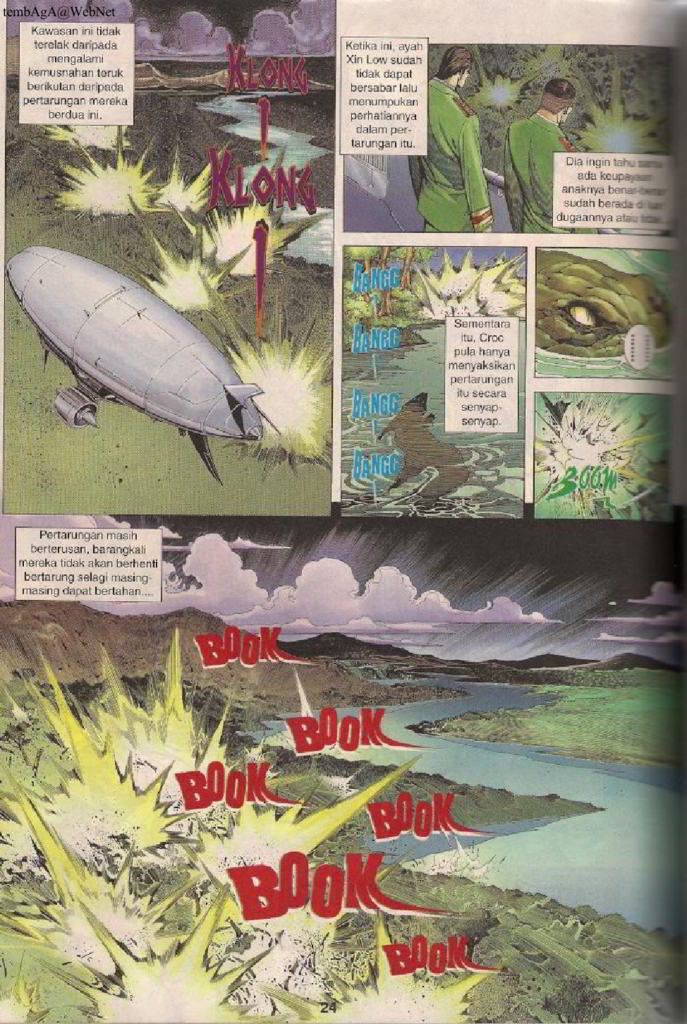 tembAgA@WebNet
Kawasan ini tidak
terelak daripada
mengalami
kemusnahan teruk
berikutan daripada
pertarungan mereka
berdua ini.
KLONG
!
KLONG
!
Ketika ini, ayah
Xin Low sudah
tidak dapat
bersabar lalu
menumpukan
perhatiannya
dalam per-
tarungan itu.
Dia ingin tahu sama
ada keupayaan
anaknya benar-benar
sudah berada di luar
dugaannya atau tidak.
BANGG
!
BANGG
!
BANGG
!
BANGG
!
Sementara
itu, Croc
pula hanya
menyaksikan
pertarungan
itu secara
senyap-
senyap.
BOOM
!
Pertarungan masih
berterusan, barangkali
mereka tidak akan berhenti
bertarung selagi masing-
masing dapat bertahan....
BOOK
BOOK
BOOK
BOOK
BOOK
BOOK
24